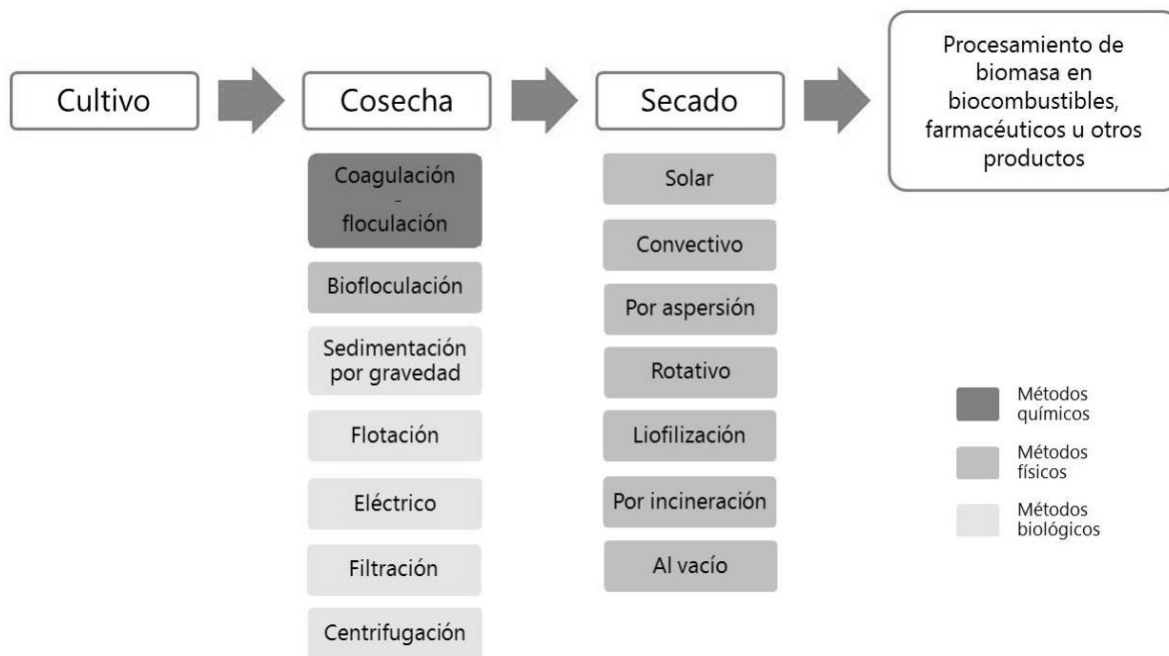 Cultivo
Cosecha
Secado
Procesamiento de
biomasa en
biocombustibles,
farmacéuticos u otros
productos
Coagulación
-
floculación
Biofloculación
Sedimentación
por gravedad
Flotación
Eléctrico
Filtración
Centrifugación
Solar
Convectivo
Por aspersión
Rotativo
Liofilización
Por incineración
Al vacío
Métodos
químicos
Métodos
físicos
Métodos
biológicos